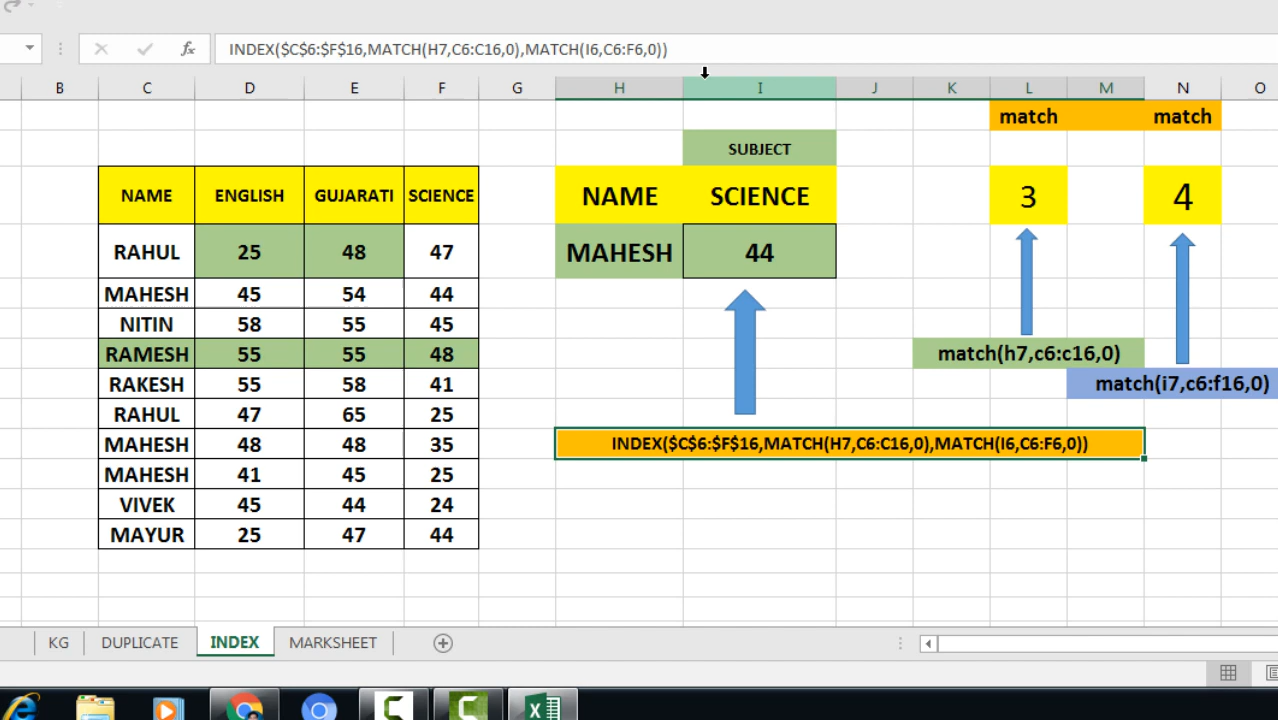 INDEX($C$6:$F$16,MATCH(H7,C6:C16,0),MATCH(I6,C6:F6,0))
B C D E F G H I J K L M N O
match match
SUBJECT
NAME ENGLISH GUJARATI SCIENCE NAME SCIENCE 3 4
RAHUL 25 48 47 MAHESH 44
MAHESH 45 54 44
NITIN 58 55 45
RAMESH 55 55 48 match(h7,c6:c16,0)
RAKESH 55 58 41 match(i7,c6:f16,0)
RAHUL 47 65 25
MAHESH 48 48 35 INDEX($C$6:$F$16,MATCH(H7,C6:C16,0),MATCH(I6,C6:F6,0))
MAHESH 41 45 25
VIVEK 45 44 24
MAYUR 25 47 44
KG DUPLICATE INDEX MARKSHEET